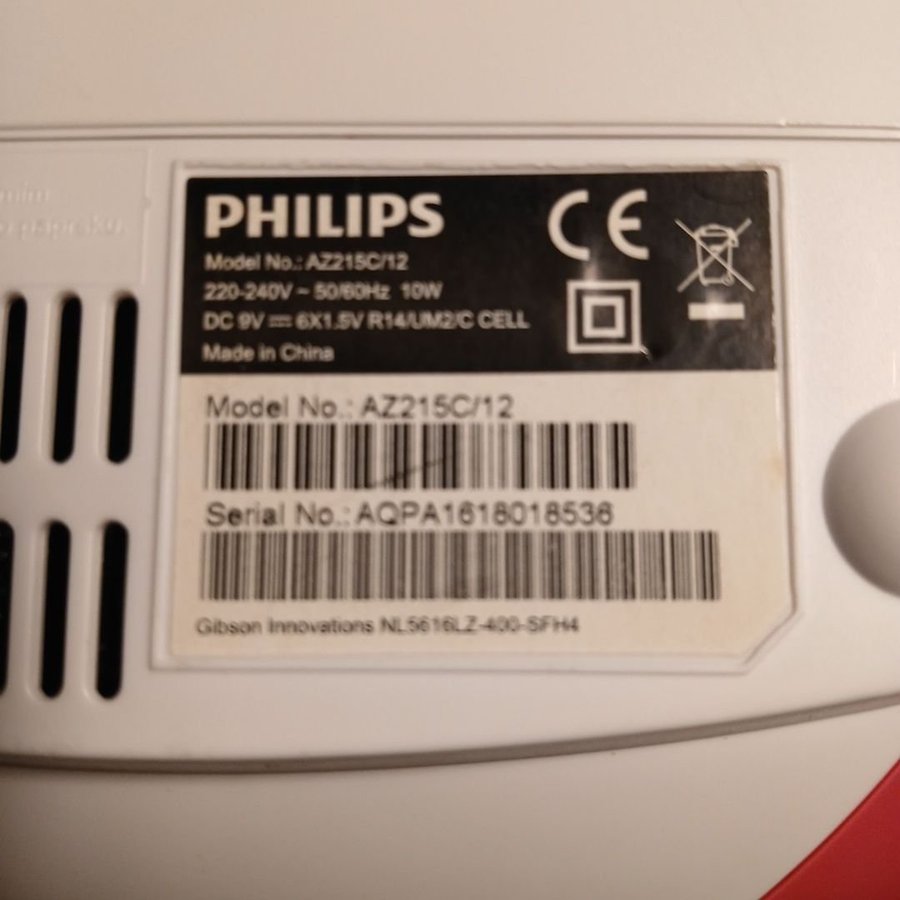 PHILIPS
Model No.: AZ215C/12
220-240V ~ 50/60Hz 10W
DC 9V ⎓ 6X1.5V R14/UM2/C CELL
Made in China
CE
Model No.: AZ215C/12
Serial No.: AQPA1618018536
Gibson Innovations NL5616LZ-400-SFH4